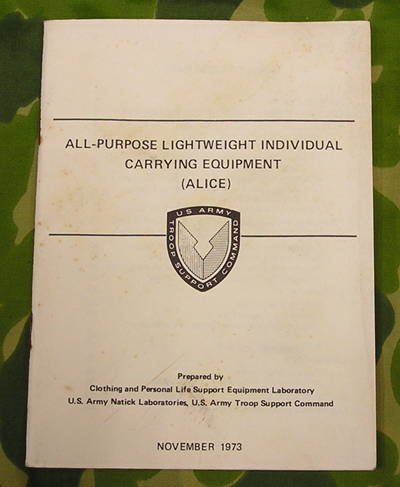 ALL-PURPOSE LIGHTWEIGHT INDIVIDUAL
CARRYING EQUIPMENT
(ALICE)
US ARMY
TROOP SUPPORT COMMAND
Prepared by
Clothing and Personal Life Support Equipment Laboratory
U.S. Army Natick Laboratories, U.S. Army Troop Support Command
NOVEMBER 1973